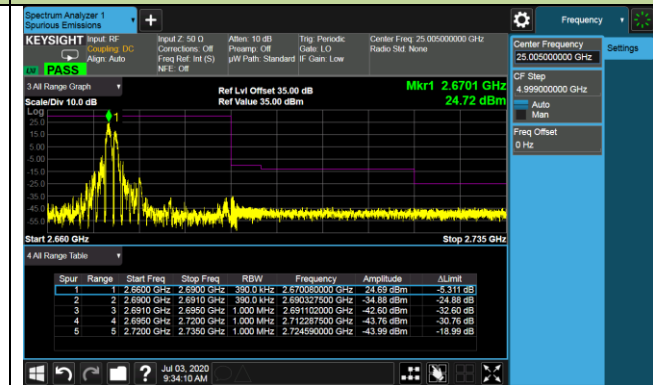 Spectrum Analyzer 1
Spurious Emissions
+
Frequency
KEYSIGHT
Input: RF
Coupling: DC
Align: Auto
Input Z: 50 Ω
Corrections: Off
Freq Ref: Int (S)
NFE: Off
Atten: 10 dB
Preamp: Off
µW Path: Standard
Trig: Periodic
Gate: LO
IF Gain: Low
Center Freq: 25.005000000 GHz
Radio Std: None
PASS
Center Frequency
25.005000000 GHz
Settings
CF Step
4.999000000 GHz
Auto
Man
Freq Offset
0 Hz
3 All Range Graph
Ref Lvl Offset 35.00 dB
Mkr1 2.6701 GHz
Scale/Div 10.0 dB
Ref Value 35.00 dBm
24.72 dBm
Log
25.0
15.0
5.00
-5.00
-15.0
-25.0
-35.0
-45.0
-55.0
1
Start 2.660 GHz
Stop 2.735 GHz
4 All Range Table
Spur Range Start Freq Stop Freq RBW Frequency Amplitude ΔLimit
1 1 2.6600 GHz 2.6900 GHz 390.0 kHz 2.670080000 GHz 24.69 dBm -5.311 dB
2 2 2.6900 GHz 2.6910 GHz 390.0 kHz 2.690327500 GHz -34.88 dBm -24.88 dB
3 3 2.6910 GHz 2.6950 GHz 1.000 MHz 2.691102000 GHz -42.60 dBm -32.60 dB
4 4 2.6950 GHz 2.7200 GHz 1.000 MHz 2.712287500 GHz -43.76 dBm -30.76 dB
5 5 2.7200 GHz 2.7350 GHz 1.000 MHz 2.724590000 GHz -43.99 dBm -18.99 dB
?
Jul 03, 2020
9:34:10 AM